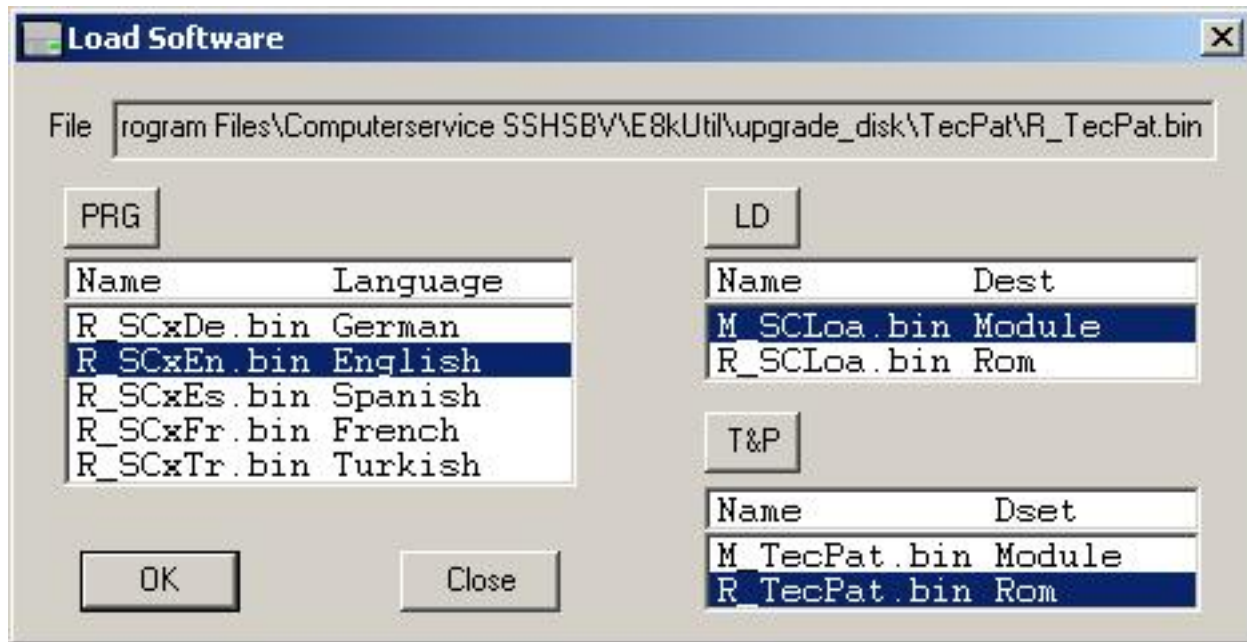 Load Software
File rogram Files\Computerservice SSHSBV\E8kUtil\upgrade_disk\TecPat\R_TecPat.bin
PRG
Name Language
R_SCxDe.bin German
R_SCxEn.bin English
R_SCxEs.bin Spanish
R_SCxFr.bin French
R_SCxTr.bin Turkish
LD
Name Dest
M_SCLoa.bin Module
R_SCLoa.bin Rom
T&P
Name Dset
M_TecPat.bin Module
R_TecPat.bin Rom
OK
Close